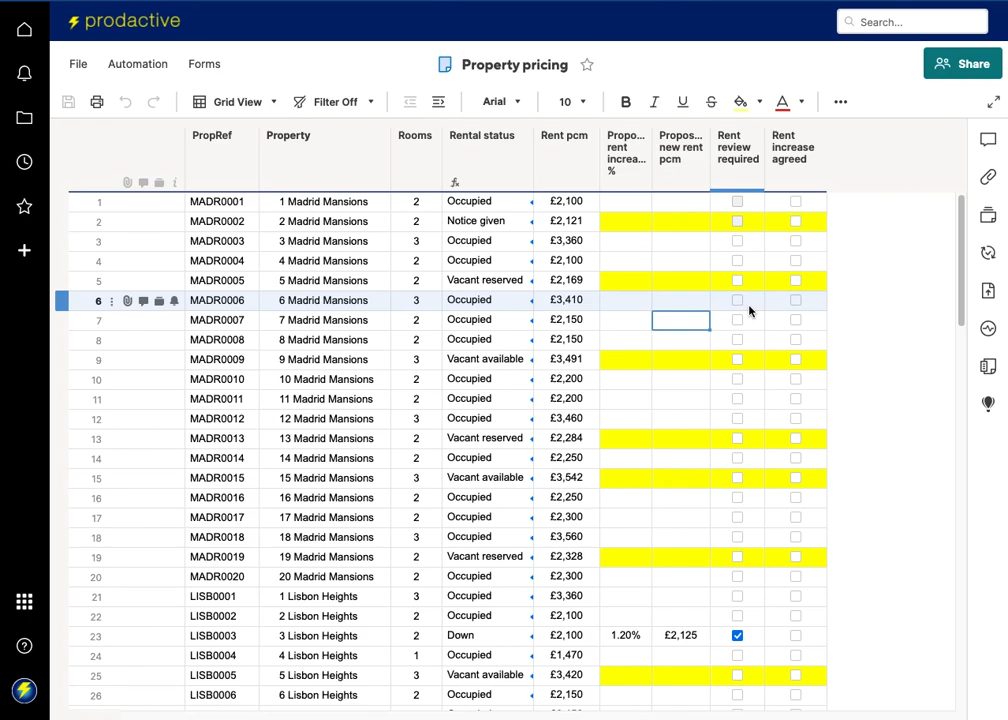 prodactive
Search...
File Automation Forms
Property pricing
Share
Grid View Filter Off Arial 10 B I U S A •••
PropRef Property Rooms Rental status Rent pcm Propo... rent increa... % Propos... new rent pcm Rent review required Rent increase agreed
fx
1 MADR0001 1 Madrid Mansions 2 Occupied £2,100
2 MADR0002 2 Madrid Mansions 2 Notice given £2,121
3 MADR0003 3 Madrid Mansions 3 Occupied £3,360
4 MADR0004 4 Madrid Mansions 2 Occupied £2,100
5 MADR0005 5 Madrid Mansions 2 Vacant reserved £2,169
6 MADR0006 6 Madrid Mansions 3 Occupied £3,410
7 MADR0007 7 Madrid Mansions 2 Occupied £2,150
8 MADR0008 8 Madrid Mansions 2 Occupied £2,150
9 MADR0009 9 Madrid Mansions 3 Vacant available £3,491
10 MADR0010 10 Madrid Mansions 2 Occupied £2,200
11 MADR0011 11 Madrid Mansions 2 Occupied £2,200
12 MADR0012 12 Madrid Mansions 3 Occupied £3,460
13 MADR0013 13 Madrid Mansions 2 Vacant reserved £2,284
14 MADR0014 14 Madrid Mansions 2 Occupied £2,250
15 MADR0015 15 Madrid Mansions 3 Vacant available £3,542
16 MADR0016 16 Madrid Mansions 2 Occupied £2,250
17 MADR0017 17 Madrid Mansions 2 Occupied £2,300
18 MADR0018 18 Madrid Mansions 3 Occupied £3,560
19 MADR0019 19 Madrid Mansions 2 Vacant reserved £2,328
20 MADR0020 20 Madrid Mansions 2 Occupied £2,300
21 LISB0001 1 Lisbon Heights 3 Occupied £3,360
22 LISB0002 2 Lisbon Heights 2 Occupied £2,100
23 LISB0003 3 Lisbon Heights 2 Down £2,100 1.20% £2,125
24 LISB0004 4 Lisbon Heights 1 Occupied £1,470
25 LISB0005 5 Lisbon Heights 3 Vacant available £3,420
26 LISB0006 6 Lisbon Heights 2 Occupied £2,150